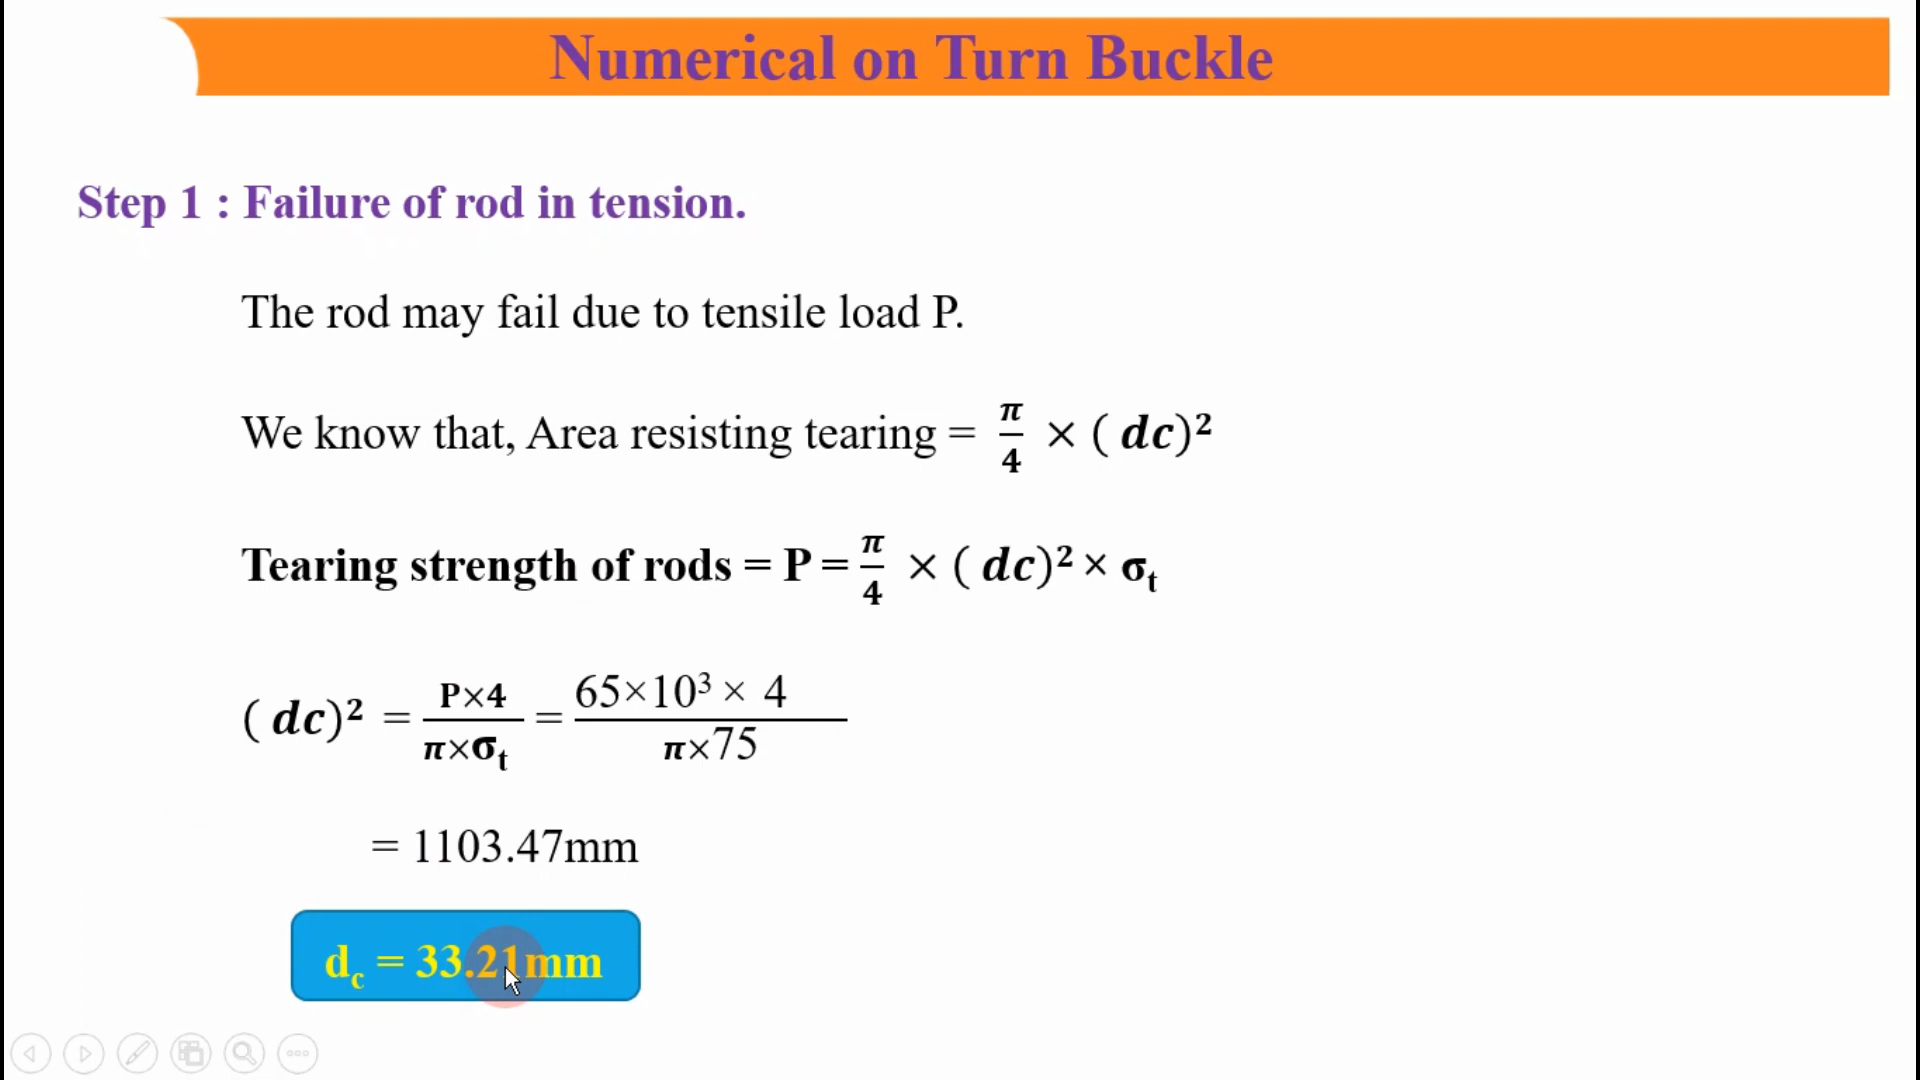 Numerical on Turn Buckle
Step 1 : Failure of rod in tension.
The rod may fail due to tensile load P.
We know that, Area resisting tearing = π/4 × ( dc)²
Tearing strength of rods = P = π/4 × ( dc)² × σt
( dc)² = P×4/π×σt = 65×10³ × 4/π×75
= 1103.47mm
dc = 33.21mm